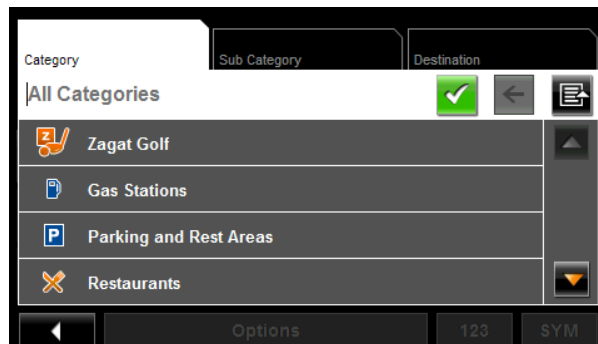 Category
Sub Category
Destination
All Categories
Z
Zagat Golf
Gas Stations
P
Parking and Rest Areas
Restaurants
Options
123
SYM